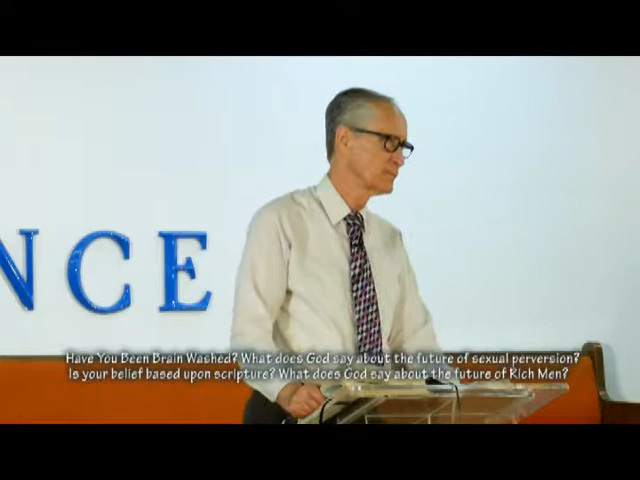 NCE
Have You Been Brain Washed? What does God say about the future of sexual perversion?
Is your belief based upon scripture? What does God say about the future of Rich Men?